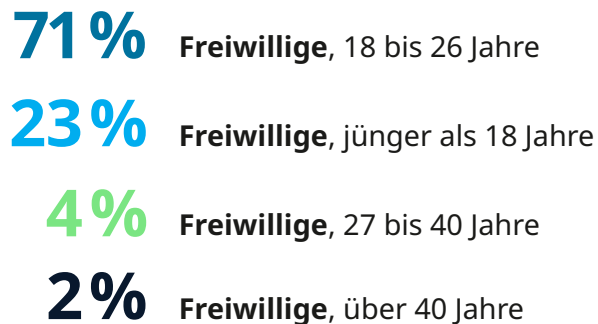 71 % Freiwillige, 18 bis 26 Jahre
23 % Freiwillige, jünger als 18 Jahre
4 % Freiwillige, 27 bis 40 Jahre
2 % Freiwillige, über 40 Jahre